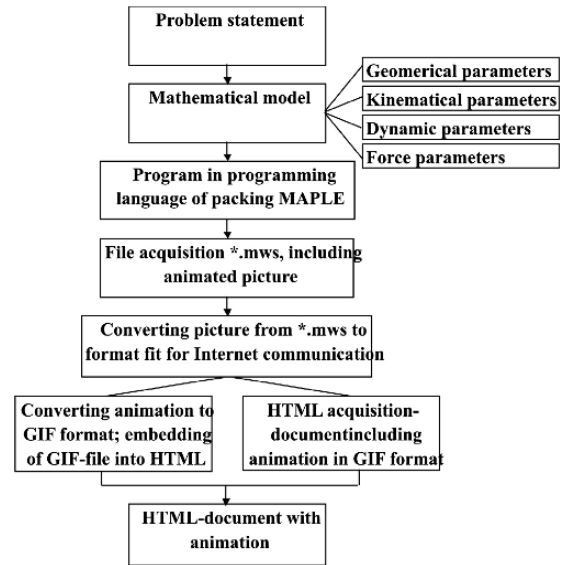 Problem statement
Mathematical model
Geomerical parameters
Kinematical parameters
Dynamic parameters
Force parameters
Program in programming
language of packing MAPLE
File acquisition *.mws, including
animated picture
Converting picture from *.mws to
format fit for Internet communication
Converting animation to
GIF format; embedding
of GIF-file into HTML
HTML acquisition-
documentincluding
animation in GIF format
HTML-document with
animation